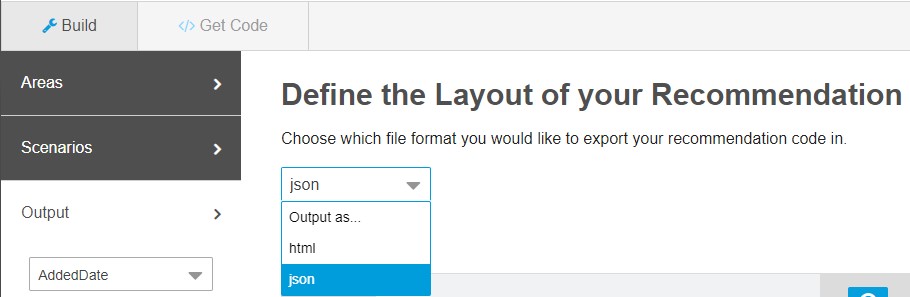 Build
Get Code
Areas
Scenarios
Output
AddedDate
Define the Layout of your Recommendation
Choose which file format you would like to export your recommendation code in.
json
Output as...
html
json